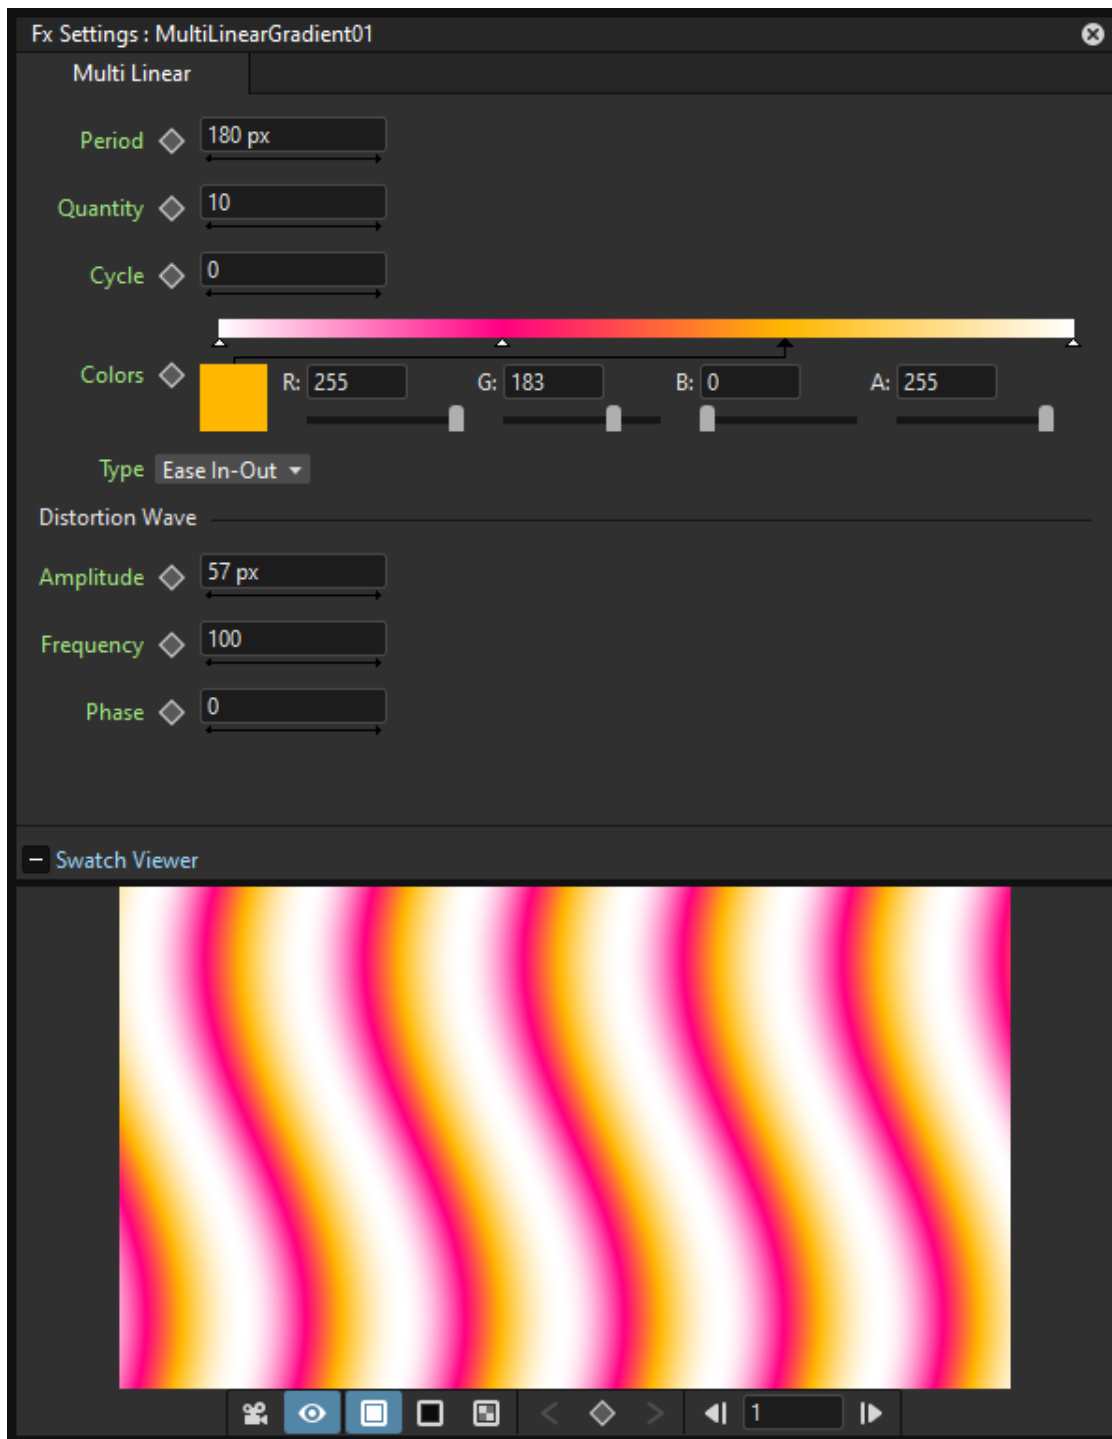 Fx Settings : MultiLinearGradient01
Multi Linear
Period 180 px
Quantity 10
Cycle 0
Colors R: 255 G: 183 B: 0 A: 255
Type Ease In-Out
Distortion Wave
Amplitude 57 px
Frequency 100
Phase 0
Swatch Viewer
1